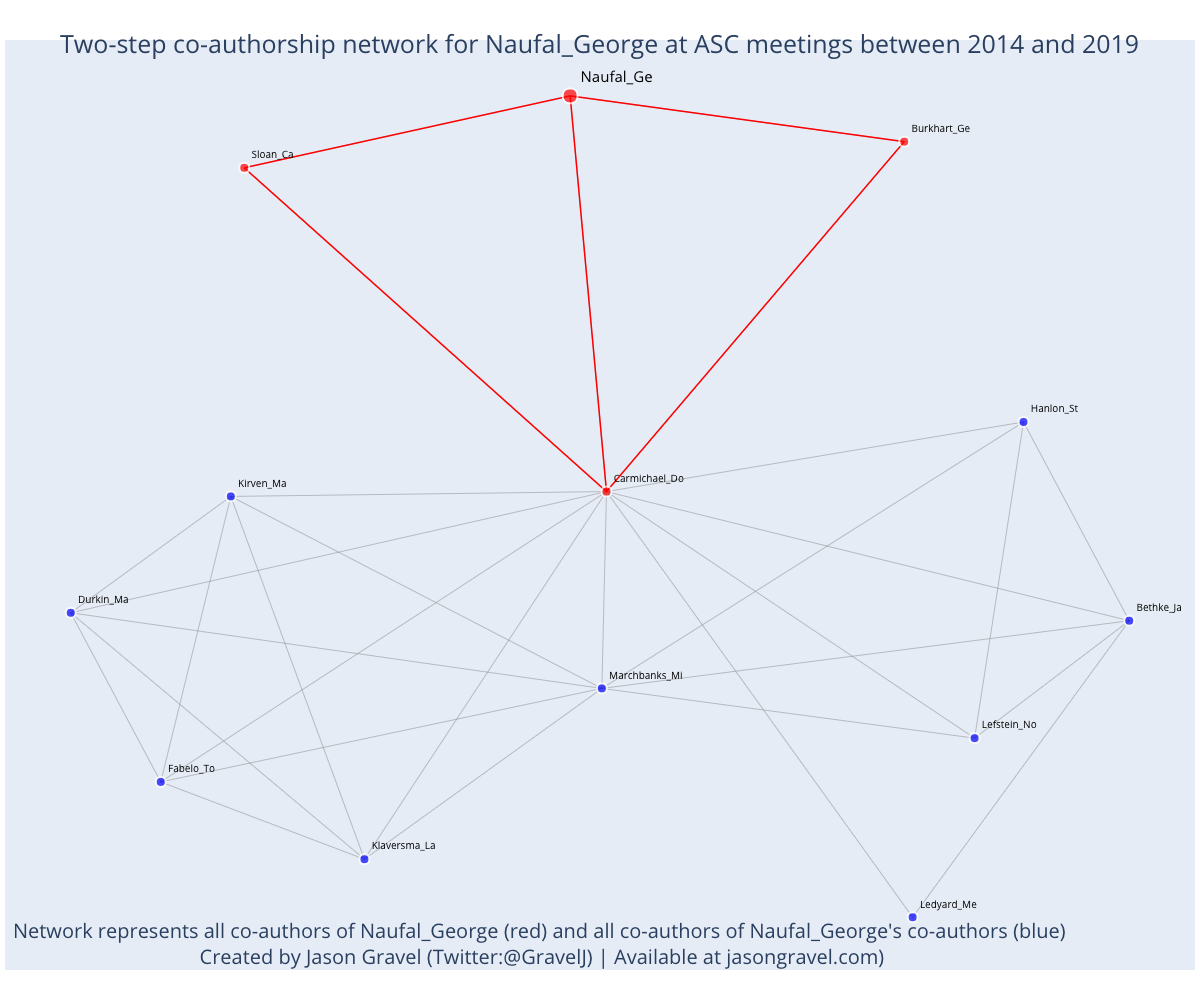 Two-step co-authorship network for Naufal_George at ASC meetings between 2014 and 2019
Naufal_Ge
Burkhart_Ge
Sloan_Ca
Hanlon_St
Carmichael_Do
Kirven_Ma
Durkin_Ma
Bethke_Ja
Marchbanks_Mi
Lefstein_No
Fabelo_To
Klaversma_La
Ledyard_Me
Network represents all co-authors of Naufal_George (red) and all co-authors of Naufal_George's co-authors (blue)
Created by Jason Gravel (Twitter:@GravelJ) | Available at jasongravel.com)